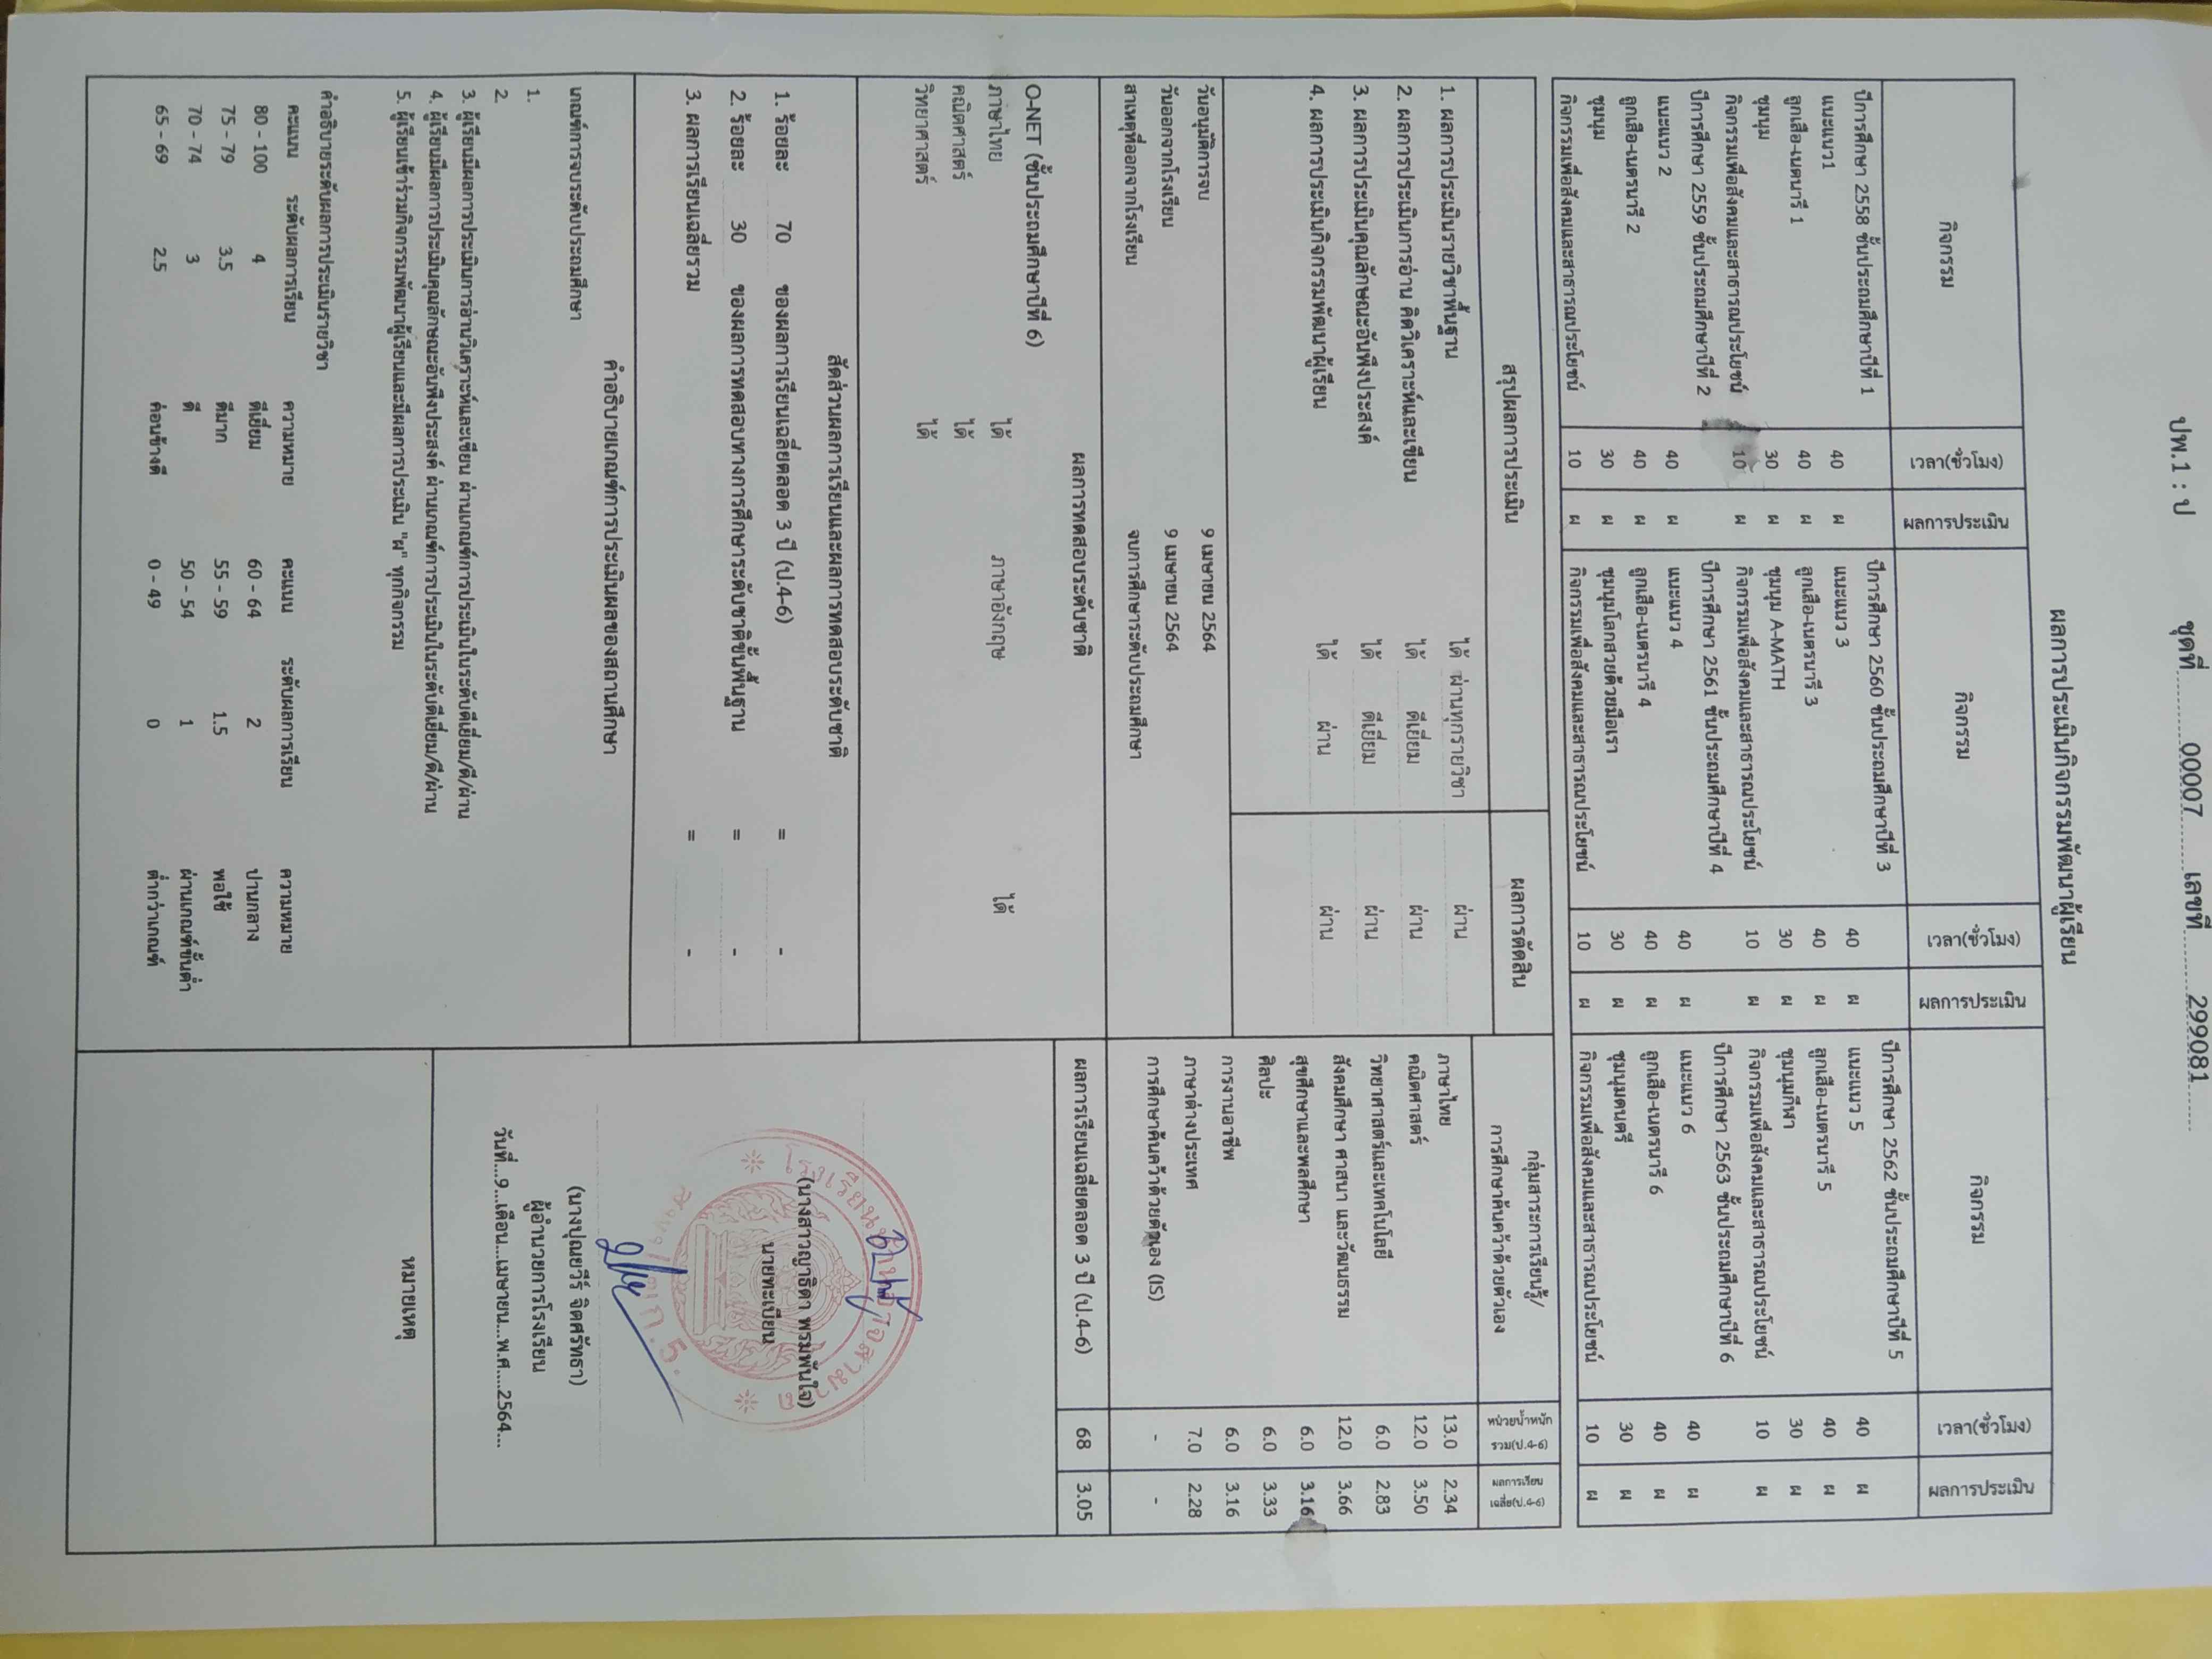 ปพ.1 : ป ชุดที่ 00007 เลขที่ 299081
ผลการประเมินกิจกรรมพัฒนาผู้เรียน
กิจกรรม เวลา(ชั่วโมง) ผลการประเมิน กิจกรรม เวลา(ชั่วโมง) ผลการประเมิน กิจกรรม เวลา(ชั่วโมง) ผลการประเมิน
ปีการศึกษา 2558 ชั้นประถมศึกษาปีที่ 1 ปีการศึกษา 2560 ชั้นประถมศึกษาปีที่ 3 ปีการศึกษา 2562 ชั้นประถมศึกษาปีที่ 5
แนะแนว1 40 ผ แนะแนว 3 40 ผ แนะแนว 5 40 ผ
ลูกเสือ-เนตนารี 1 40 ผ ลูกเสือ-เนตรนารี 3 40 ผ ลูกเสือ-เนตรนารี 5 40 ผ
ชุมนุม 30 ผ ชุมนุม A-MATH 30 ผ ชุมนุมกีฬา 30 ผ
กิจกรรมเพื่อสังคมและสาธารณประโยชน์ 10 ผ กิจกรรมเพื่อสังคมและสาธารณประโยชน์ 10 ผ กิจกรรมเพื่อสังคมและสาธารณประโยชน์ 10 ผ
ปีการศึกษา 2559 ชั้นประถมศึกษาปีที่ 2 ปีการศึกษา 2561 ชั้นประถมศึกษาปีที่ 4 ปีการศึกษา 2563 ชั้นประถมศึกษาปีที่ 6
แนะแนว 2 40 ผ แนะแนว 4 40 ผ แนะแนว 6 40 ผ
ลูกเสือ-เนตรนารี 2 40 ผ ลูกเสือ-เนตรนารี 4 40 ผ ลูกเสือ-เนตรนารี 6 40 ผ
ชุมนุม 30 ผ ชุมนุมโลกสวยด้วยมือเรา 30 ผ ชุมนุมดนตรี 30 ผ
กิจกรรมเพื่อสังคมและสาธารณประโยชน์ 10 ผ กิจกรรมเพื่อสังคมและสาธารณประโยชน์ 10 ผ กิจกรรมเพื่อสังคมและสาธารณประโยชน์ 10 ผ
สรุปผลการประเมิน ผลการตัดสิน
1. ผลการประเมินรายวิชาพื้นฐาน ได้ ผ่านทุกรายวิชา ผ่าน
2. ผลการประเมินการอ่าน คิดวิเคราะห์และเขียน ได้ ดีเยี่ยม ผ่าน
3. ผลการประเมินคุณลักษณะอันพึงประสงค์ ได้ ดีเยี่ยม ผ่าน
4. ผลการประเมินกิจกรรมพัฒนาผู้เรียน ได้ ผ่าน ผ่าน
วันอนุมัติการจบ 9 เมษายน 2564
วันออกจากโรงเรียน 9 เมษายน 2564
สาเหตุที่ออกจากโรงเรียน จบการศึกษาระดับประถมศึกษา
ผลการทดสอบระดับชาติ
O-NET (ชั้นประถมศึกษาปีที่ 6)
ภาษาไทย ได้ ภาษาอังกฤษ ได้
คณิตศาสตร์ ได้
วิทยาศาสตร์ ได้
สัดส่วนผลการเรียนและผลการทดสอบระดับชาติ
1. ร้อยละ 70 ของผลการเรียนเฉลี่ยตลอด 3 ปี (ป.4-6) = -
2. ร้อยละ 30 ของผลการทดสอบทางการศึกษาระดับชาติขั้นพื้นฐาน = -
3. ผลการเรียนเฉลี่ยรวม = -
คำอธิบายเกณฑ์การประเมินผลของสถานศึกษา
เกณฑ์การจบระดับประถมศึกษา
1.
2.
3. ผู้เรียนมีผลการประเมินการอ่านวิเคราะห์และเขียน ผ่านเกณฑ์การประเมินในระดับดีเยี่ยม/ดี/ผ่าน
4. ผู้เรียนมีผลการประเมินคุณลักษณะอันพึงประสงค์ ผ่านเกณฑ์การประเมินในระดับดีเยี่ยม/ดี/ผ่าน
5. ผู้เรียนเข้าร่วมกิจกรรมพัฒนาผู้เรียนและมีผลการประเมิน "ผ" ทุกกิจกรรม
คำอธิบายระดับผลการประเมินรายวิชา
คะแนน ระดับผลการเรียน ความหมาย คะแนน ระดับผลการเรียน ความหมาย
80 - 100 4 ดีเยี่ยม 60 - 64 2 ปานกลาง
75 - 79 3.5 ดีมาก 55 - 59 1.5 พอใช้
70 - 74 3 ดี 50 - 54 1 ผ่านเกณฑ์ขั้นต่ำ
65 - 69 2.5 ค่อนข้างดี 0 - 49 0 ต่ำกว่าเกณฑ์
กลุ่มสาระการเรียนรู้/ การศึกษาค้นคว้าด้วยตัวเอง หน่วยน้ำหนัก รวม(ป.4-6) ผลการเรียน เฉลี่ย(ป.4-6)
ภาษาไทย 13.0 2.34
คณิตศาสตร์ 12.0 3.50
วิทยาศาสตร์และเทคโนโลยี 6.0 2.83
สังคมศึกษา ศาสนา และวัฒนธรรม 12.0 3.66
สุขศึกษาและพลศึกษา 6.0 3.16
ศิลปะ 6.0 3.33
การงานอาชีพ 6.0 3.16
ภาษาต่างประเทศ 7.0 2.28
การศึกษาค้นคว้าด้วยตัวเอง (IS) - -
ผลการเรียนเฉลี่ยตลอด 3 ปี (ป.4-6) 68 3.05
(นางสาวญาธิดา พรมพันใจ)
นายทะเบียน
(นางปุณยวีร์ จิตศรัทธา)
ผู้อำนวยการโรงเรียน
วันที่...9...เดือน...เมษายน...พ.ศ....2564...
หมายเหตุ